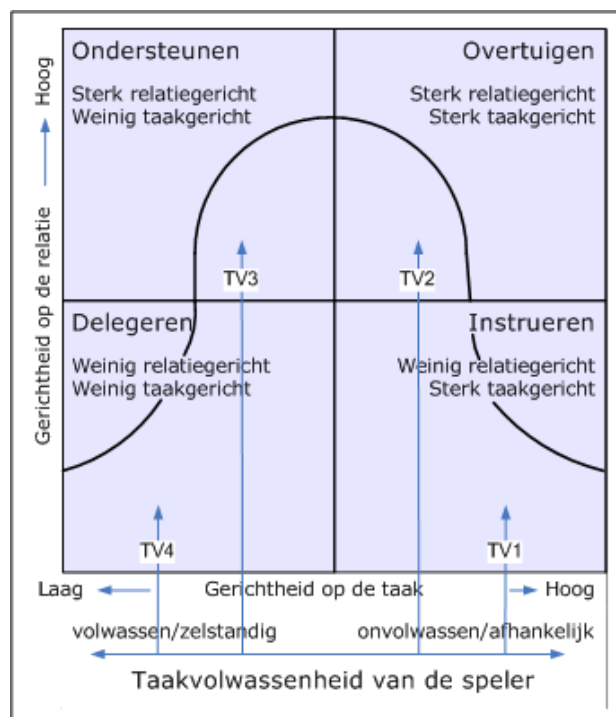 Ondersteunen
Sterk relatiegericht
Weinig taakgericht
Overtuigen
Sterk relatiegericht
Sterk taakgericht
Hoog
Gerichtheid op de relatie
TV3
TV2
Delegeren
Weinig relatiegericht
Weinig taakgericht
Instrueren
Weinig relatiegericht
Sterk taakgericht
TV4
TV1
Laag
Gerichtheid op de taak
Hoog
volwassen/zelstandig
onvolwassen/afhankelijk
Taakvolwassenheid van de speler